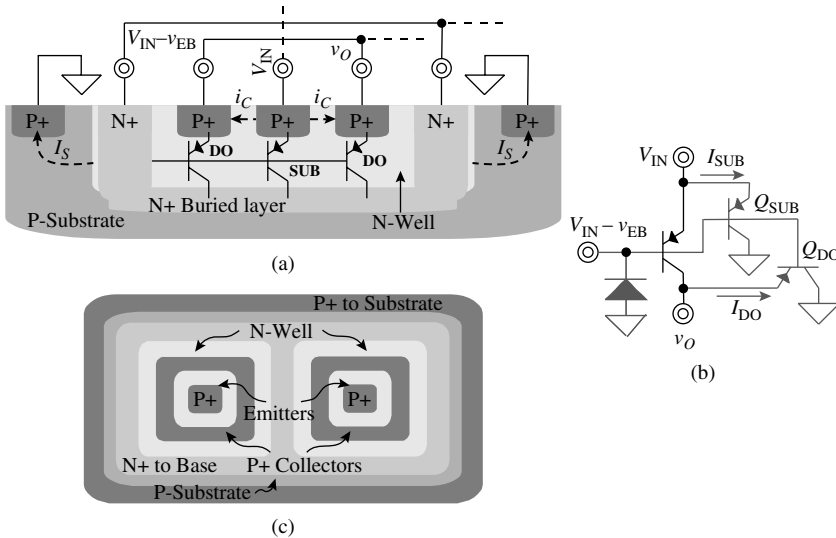 V_IN−v_EB
V_IN
v_O
P+
N+
P+
i_C
P+
i_C
P+
N+
P+
I_S
DO
SUB
DO
I_S
P-Substrate
N+ Buried layer
N-Well
(a)
V_IN
I_SUB
Q_SUB
V_IN − v_EB
Q_DO
I_DO
v_O
(b)
P+ to Substrate
N-Well
P+
P+
Emitters
N+ to Base
P+ Collectors
P-Substrate
(c)